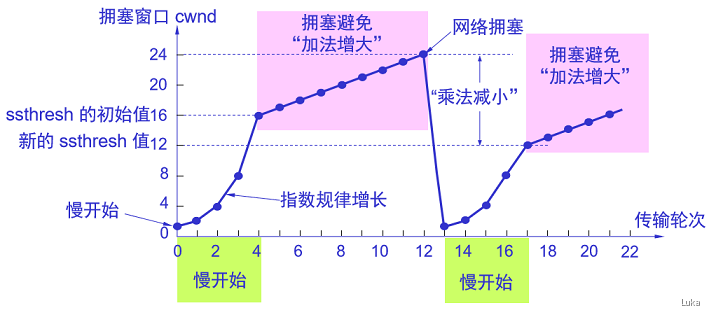 拥塞窗口 cwnd
拥塞避免
“加法增大”
网络拥塞
拥塞避免
“加法增大”
24
20
“乘法减小”
ssthresh 的初始值 16
新的 ssthresh 值 12
8
指数规律增长
4
慢开始
0
传输轮次
0 2 4 6 8 10 12 14 16 18 20 22
慢开始
慢开始
Luka